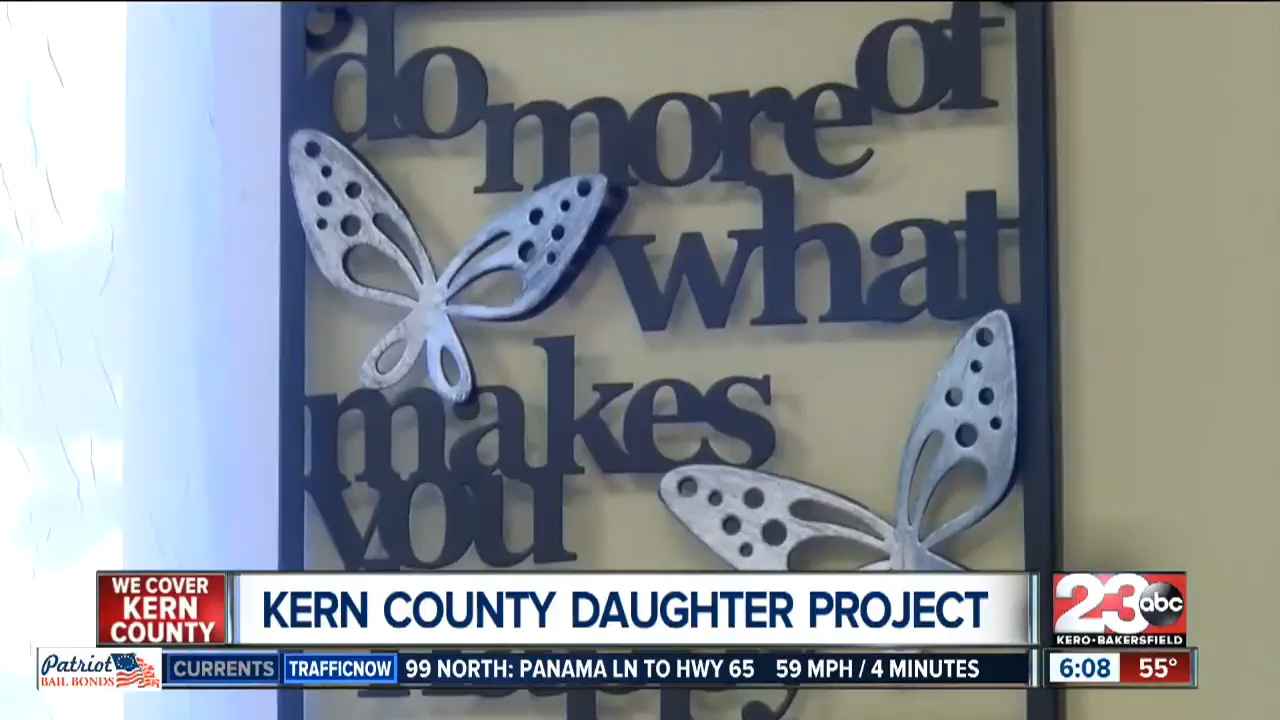 do more of
what
makes
you
happy
WE COVER
KERN
COUNTY
KERN COUNTY DAUGHTER PROJECT
23 abc
KERO·BAKERSFIELD
Patriot
BAIL BONDS
CURRENTS TRAFFICNOW 99 NORTH: PANAMA LN TO HWY 65 59 MPH / 4 MINUTES
6:08 55°